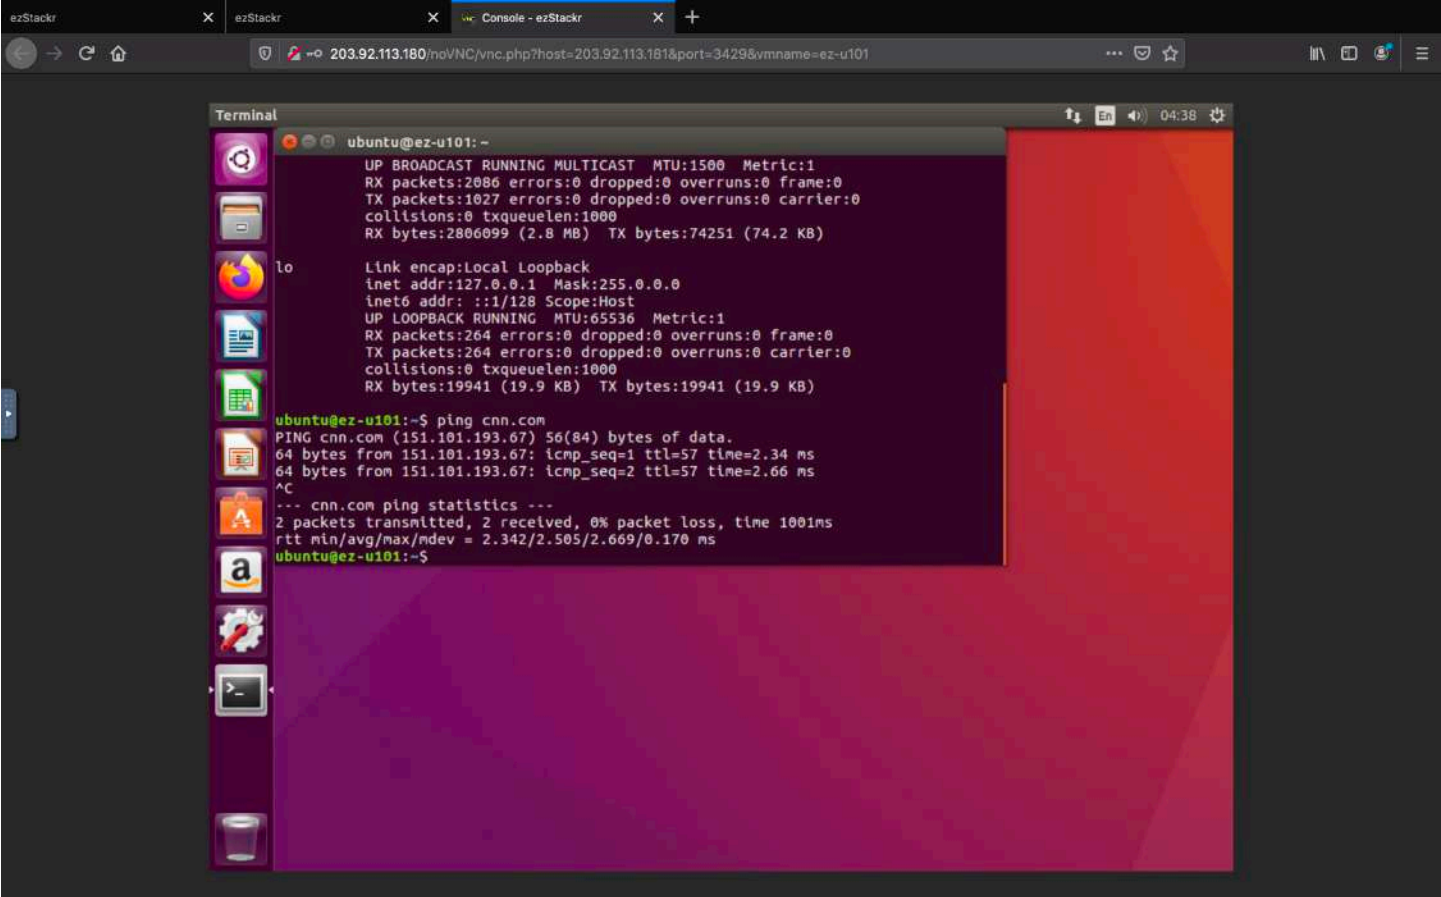 ezStackr
ezStackr
Console - ezStackr
203.92.113.180/noVNC/vnc.php?host=203.92.113.181&port=3429&vmname=ez-u101
Terminal
En
04:38
ubuntu@ez-u101: ~
UP BROADCAST RUNNING MULTICAST  MTU:1500  Metric:1
RX packets:2086 errors:0 dropped:0 overruns:0 frame:0
TX packets:1027 errors:0 dropped:0 overruns:0 carrier:0
collisions:0 txqueuelen:1000
RX bytes:2806099 (2.8 MB)  TX bytes:74251 (74.2 KB)
lo        Link encap:Local Loopback
inet addr:127.0.0.1  Mask:255.0.0.0
inet6 addr: ::1/128 Scope:Host
UP LOOPBACK RUNNING  MTU:65536  Metric:1
RX packets:264 errors:0 dropped:0 overruns:0 frame:0
TX packets:264 errors:0 dropped:0 overruns:0 carrier:0
collisions:0 txqueuelen:1000
RX bytes:19941 (19.9 KB)  TX bytes:19941 (19.9 KB)
ubuntu@ez-u101:~$ ping cnn.com
PING cnn.com (151.101.193.67) 56(84) bytes of data.
64 bytes from 151.101.193.67: icmp_seq=1 ttl=57 time=2.34 ms
64 bytes from 151.101.193.67: icmp_seq=2 ttl=57 time=2.66 ms
^C
--- cnn.com ping statistics ---
2 packets transmitted, 2 received, 0% packet loss, time 1001ms
rtt min/avg/max/mdev = 2.342/2.505/2.669/0.170 ms
ubuntu@ez-u101:~$